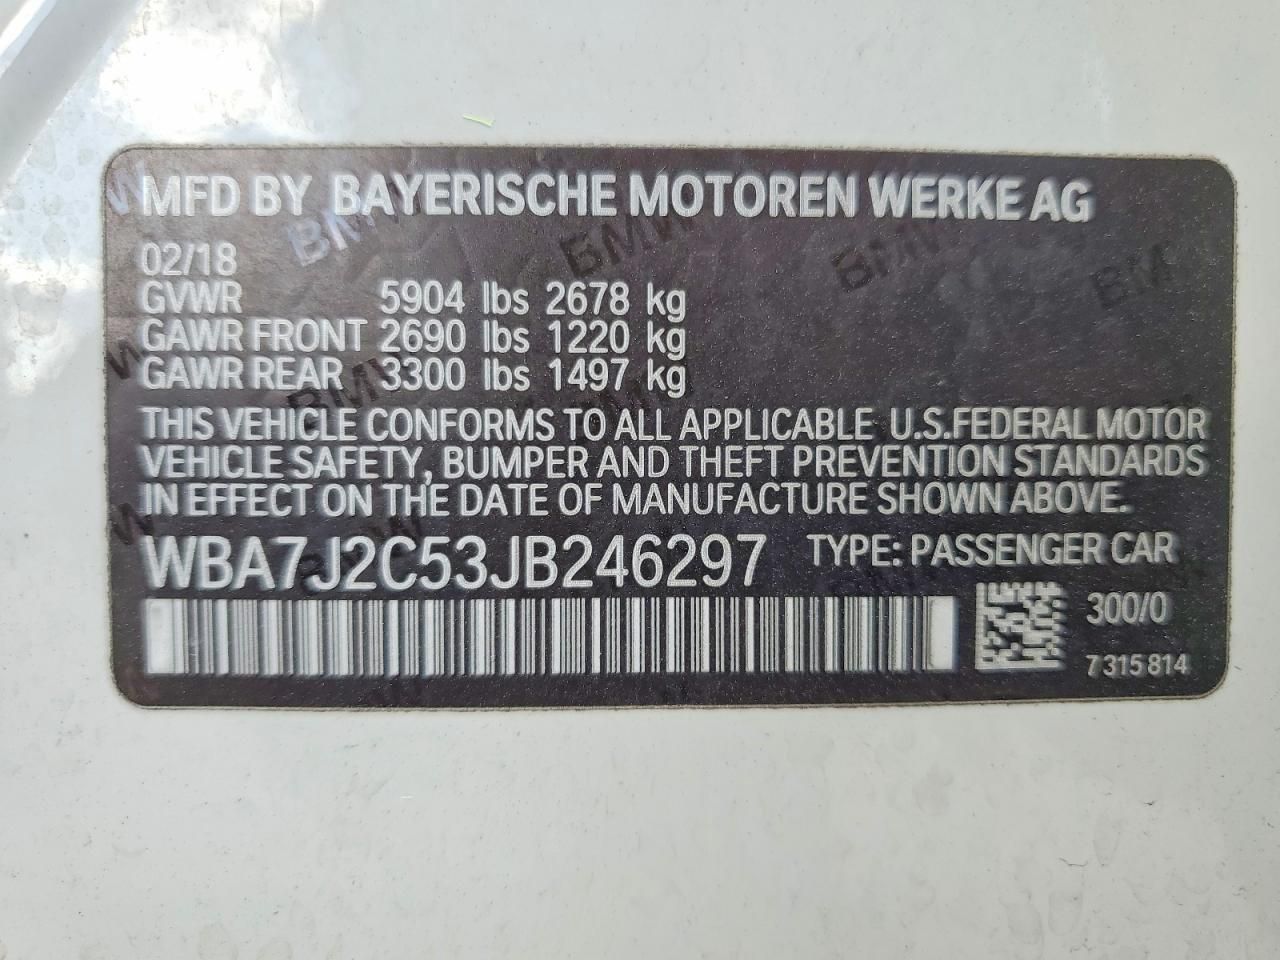 MFD BY BAYERISCHE MOTOREN WERKE AG
02/18
GVWR 5904 lbs 2678 kg
GAWR FRONT 2690 lbs 1220 kg
GAWR REAR 3300 lbs 1497 kg
THIS VEHICLE CONFORMS TO ALL APPLICABLE U.S.FEDERAL MOTOR
VEHICLE SAFETY, BUMPER AND THEFT PREVENTION STANDARDS
IN EFFECT ON THE DATE OF MANUFACTURE SHOWN ABOVE.
WBA7J2C53JB246297 TYPE: PASSENGER CAR
300/0
7 315 814